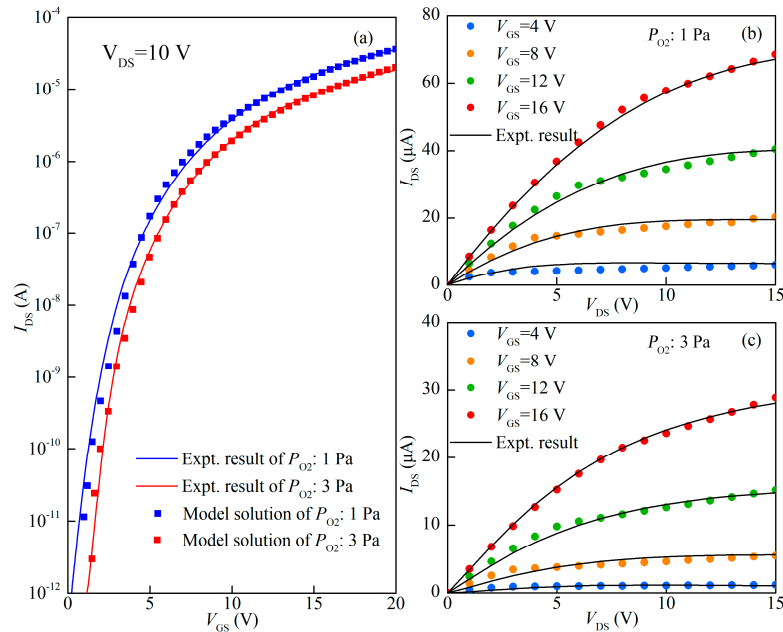 (a)
V_DS=10 V
10^-4
10^-5
10^-6
10^-7
10^-8
10^-9
10^-10
10^-11
10^-12
I_DS (A)
Expt. result of P_O2: 1 Pa
Expt. result of P_O2: 3 Pa
Model solution of P_O2: 1 Pa
Model solution of P_O2: 3 Pa
0 5 10 15 20
V_GS (V)
(b)
P_O2: 1 Pa
V_GS=4 V
V_GS=8 V
V_GS=12 V
V_GS=16 V
Expt. result
80
60
40
20
0
I_DS (μA)
0 5 10 15
V_DS (V)
(c)
P_O2: 3 Pa
V_GS=4 V
V_GS=8 V
V_GS=12 V
V_GS=16 V
Expt. result
40
30
20
10
0
I_DS (μA)
0 5 10 15
V_DS (V)